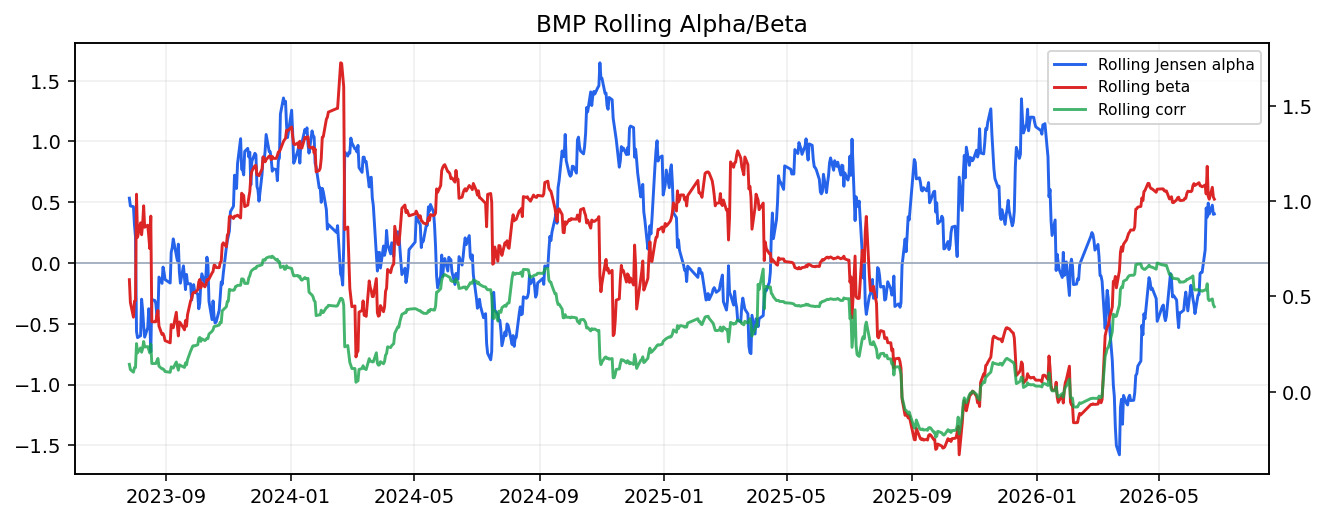 BMP Rolling Alpha/Beta
Rolling Jensen alpha
Rolling beta
Rolling corr
1.5
1.0
0.5
0.0
−0.5
−1.0
−1.5
1.5
1.0
0.5
0.0
2023-09 2024-01 2024-05 2024-09 2025-01 2025-05 2025-09 2026-01 2026-05